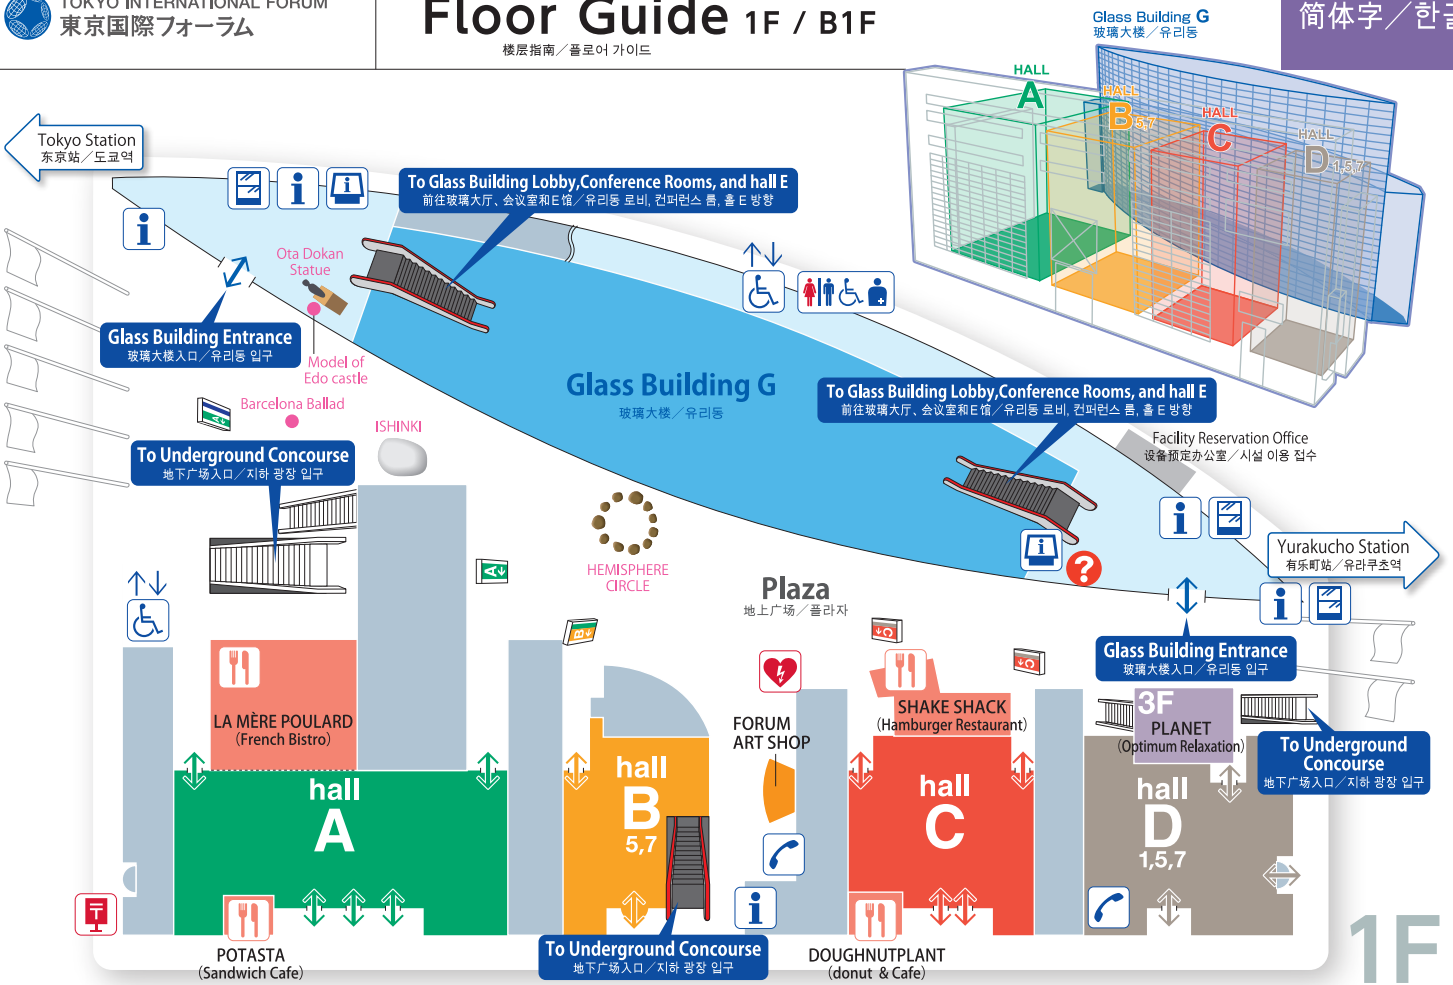 TOKYO INTERNATIONAL FORUM
東京国際フォーラム
Floor Guide 1F / B1F
楼层指南／플로어 가이드
简体字／한글
Glass Building G
玻璃大楼／유리동
HALL
A
HALL
B 5,7
HALL
C
HALL
D 1,5,7
Tokyo Station
东京站／도쿄역
To Glass Building Lobby,Conference Rooms, and hall E
前往玻璃大厅、会议室和E馆／유리동 로비, 컨퍼런스 룸, 홀 E 방향
Ota Dokan
Statue
Glass Building Entrance
玻璃大楼入口／유리동 입구
Model of
Edo castle
Barcelona Ballad
A
ISHINKI
Glass Building G
玻璃大楼／유리동
To Glass Building Lobby,Conference Rooms, and hall E
前往玻璃大厅、会议室和E馆／유리동 로비, 컨퍼런스 룸, 홀 E 방향
Facility Reservation Office
设备预定办公室／시설 이용 접수
To Underground Concourse
地下广场入口／지하 광장 입구
HEMISPHERE
CIRCLE
A
Plaza
地上广场／플라자
?
Yurakucho Station
有乐町站／유라쿠초역
B
C
C
Glass Building Entrance
玻璃大楼入口／유리동 입구
LA MÈRE POULARD
(French Bistro)
FORUM
ART SHOP
SHAKE SHACK
(Hamburger Restaurant)
3F
PLANET
(Optimum Relaxation)
To Underground
Concourse
地下广场入口／지하 광장 입구
hall
A
hall
B
5,7
hall
C
hall
D
1,5,7
〒
POTASTA
(Sandwich Cafe)
To Underground Concourse
地下广场入口／지하 광장 입구
DOUGHNUTPLANT
(donut & Cafe)
1F